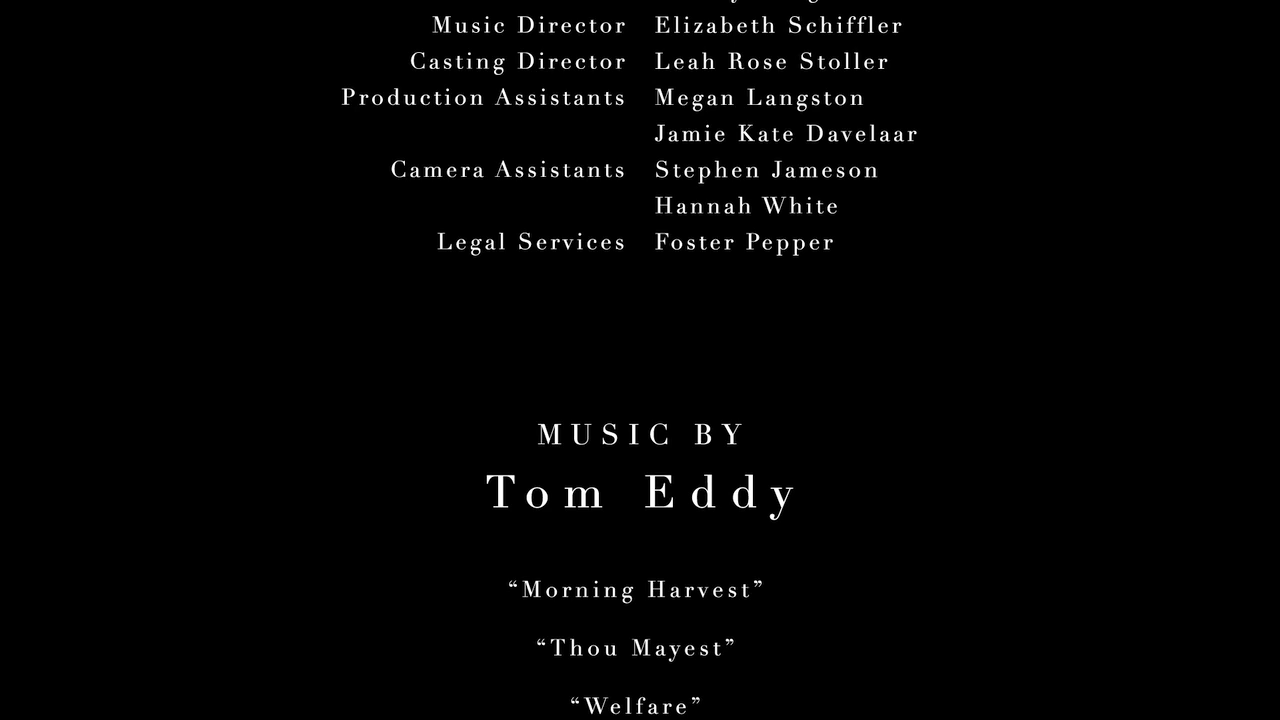 Music Director Elizabeth Schiffler
Casting Director Leah Rose Stoller
Production Assistants Megan Langston
Jamie Kate Davelaar
Camera Assistants Stephen Jameson
Hannah White
Legal Services Foster Pepper
MUSIC BY
Tom Eddy
“Morning Harvest”
“Thou Mayest”
“Welfare”